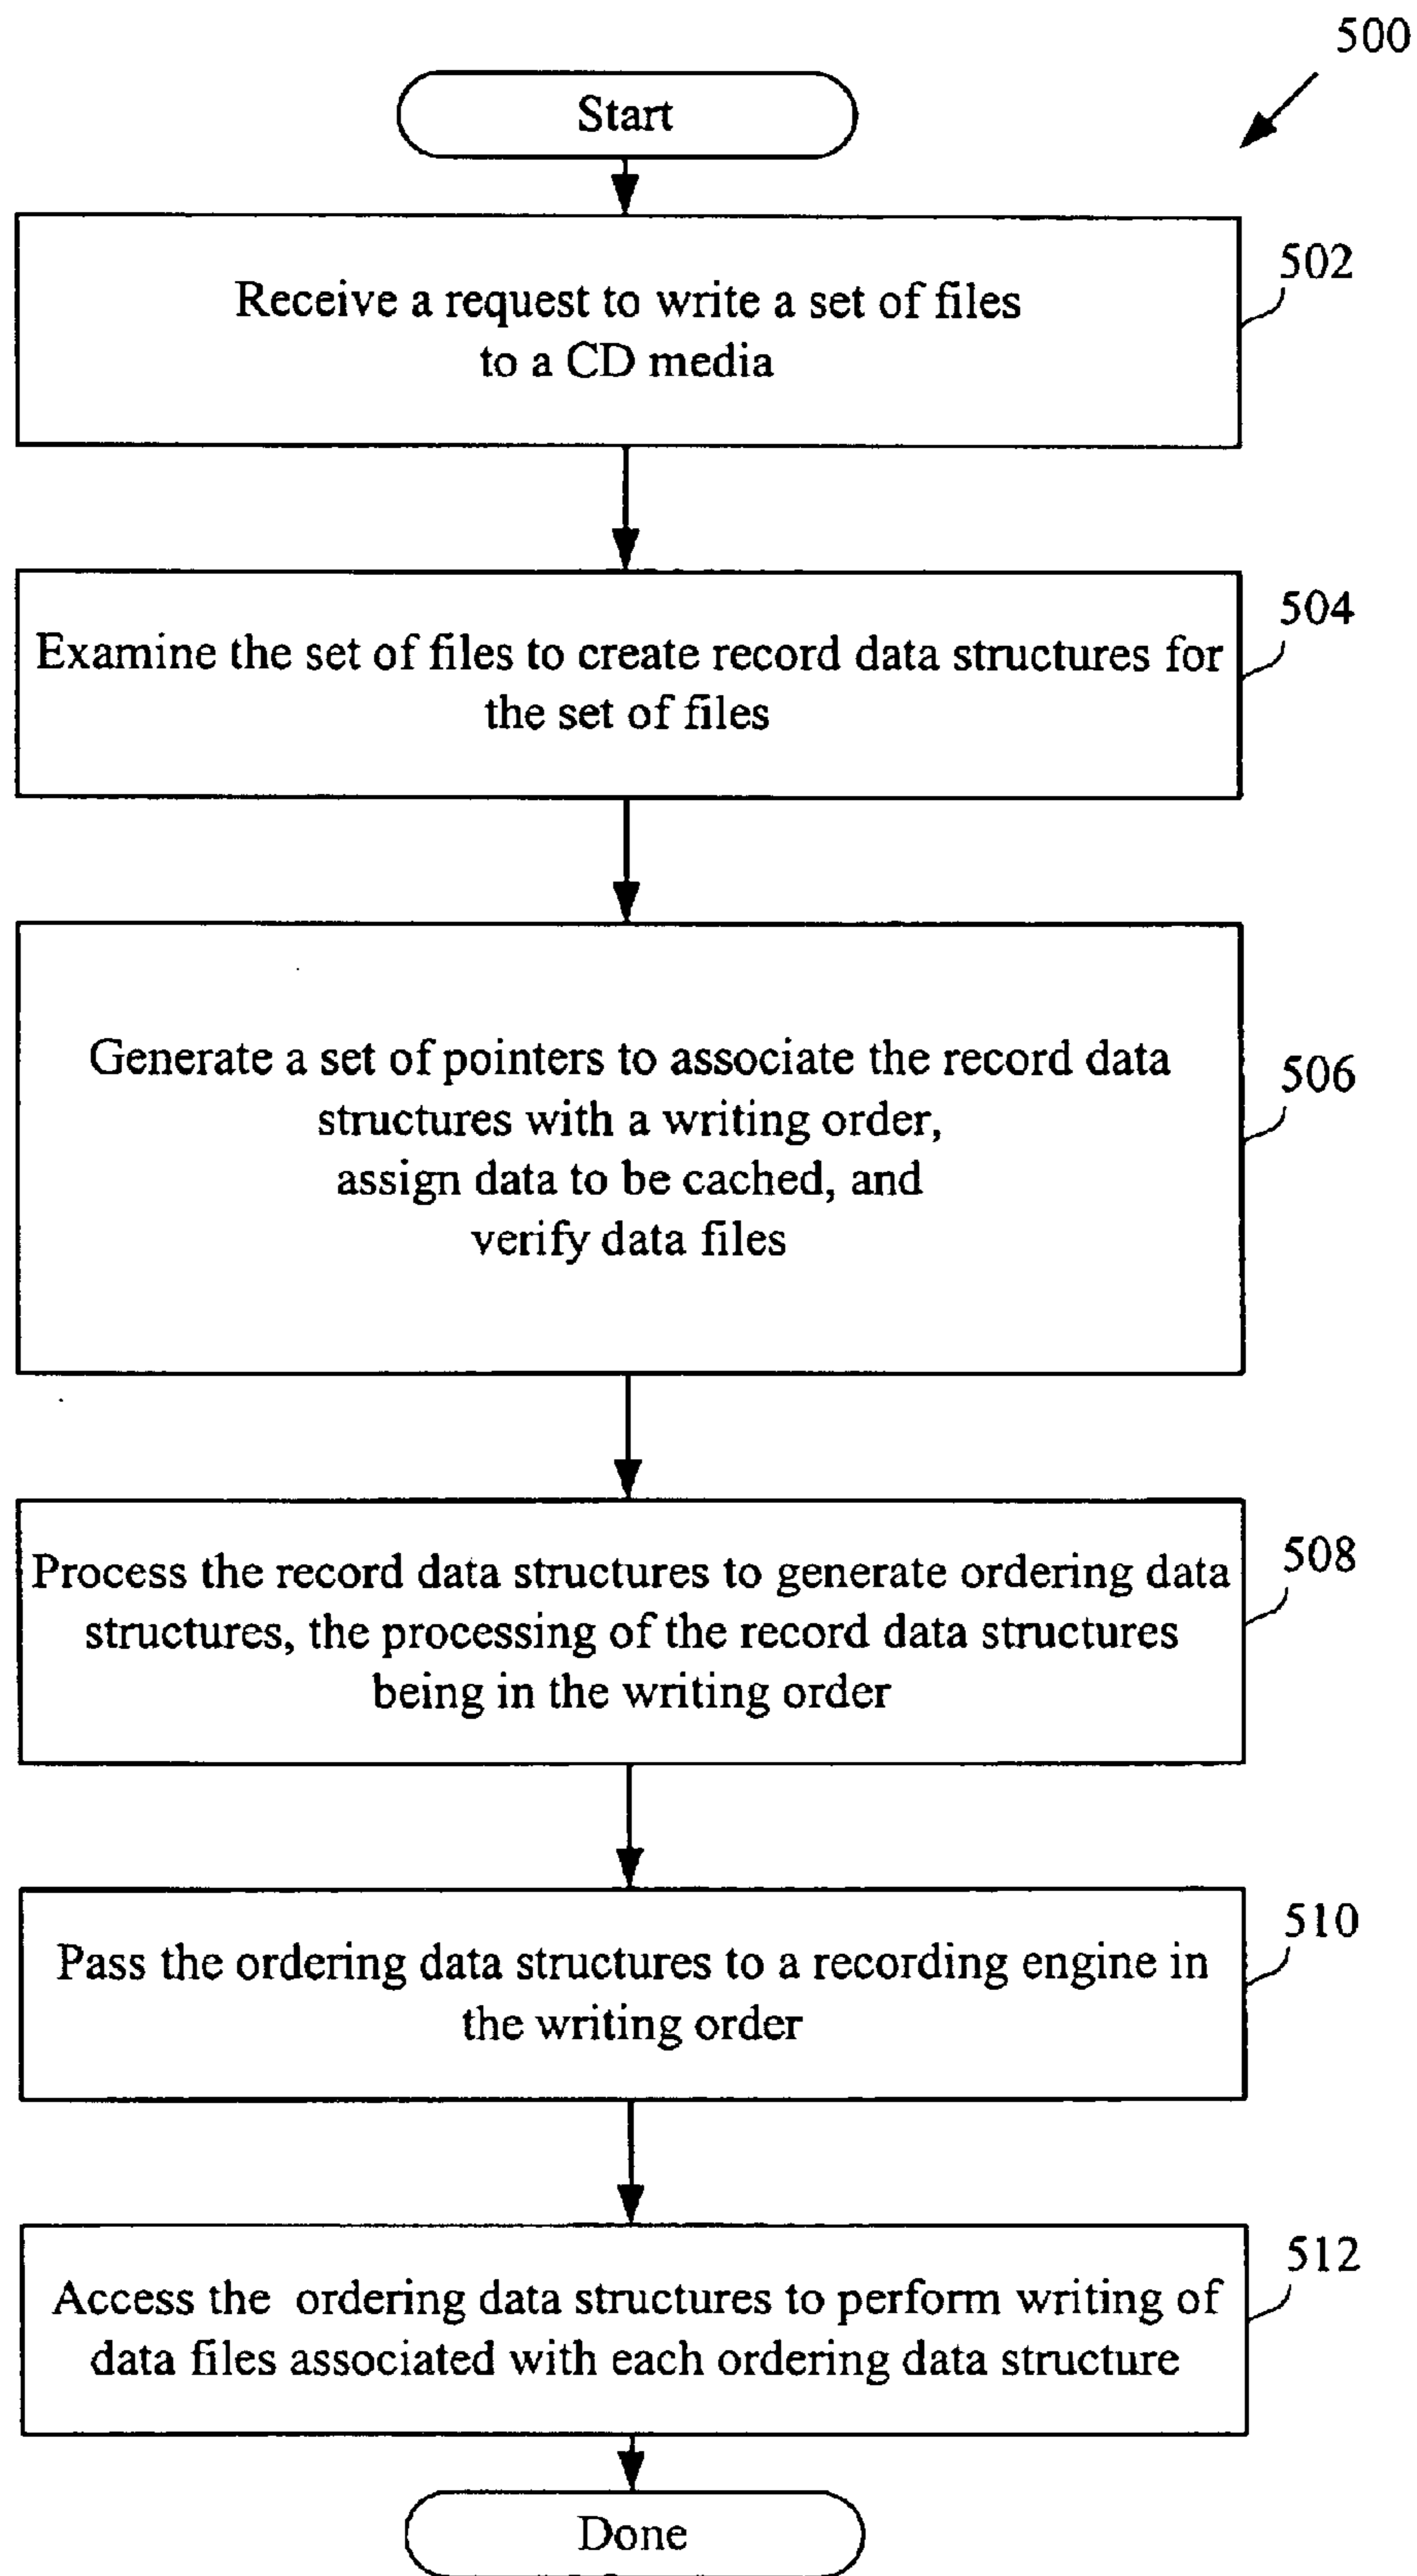 500
Start
502
Receive a request to write a set of files
to a CD media
504
Examine the set of files to create record data structures for
the set of files
506
Generate a set of pointers to associate the record data
structures with a writing order,
assign data to be cached, and
verify data files
508
Process the record data structures to generate ordering data
structures, the processing of the record data structures
being in the writing order
510
Pass the ordering data structures to a recording engine in
the writing order
512
Access the ordering data structures to perform writing of
data files associated with each ordering data structure
Done